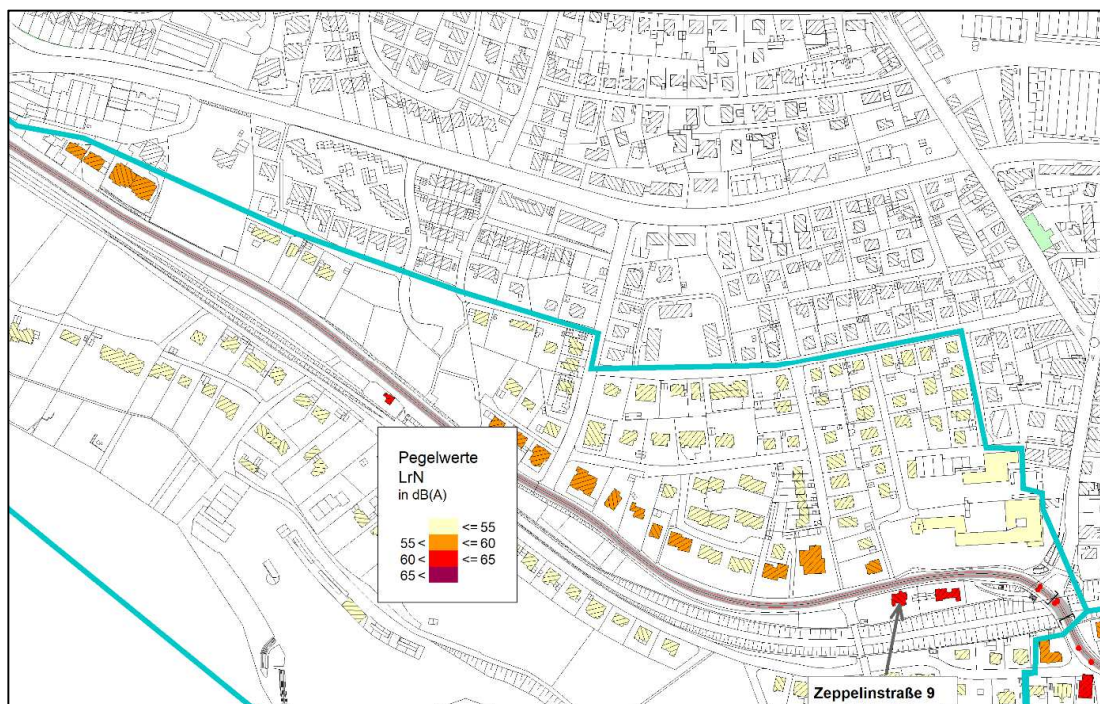 Pegelwerte
LrN
in dB(A)
<= 55
55 < <= 60
60 < <= 65
65 <
Zeppelinstraße 9